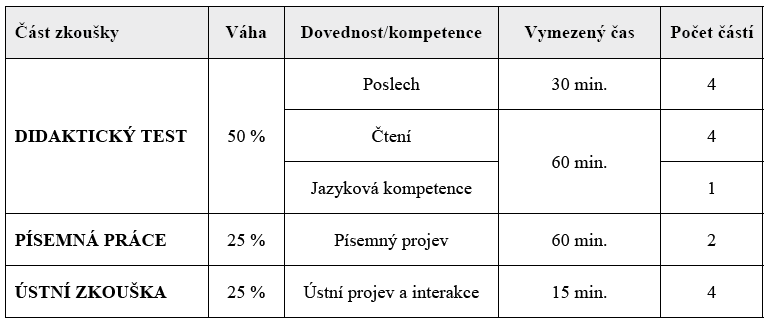 Část zkoušky Váha Dovednost/kompetence Vymezený čas Počet částí
DIDAKTICKÝ TEST 50 % Poslech 30 min. 4
Čtení 60 min. 4
Jazyková kompetence 1
PÍSEMNÁ PRÁCE 25 % Písemný projev 60 min. 2
ÚSTNÍ ZKOUŠKA 25 % Ústní projev a interakce 15 min. 4